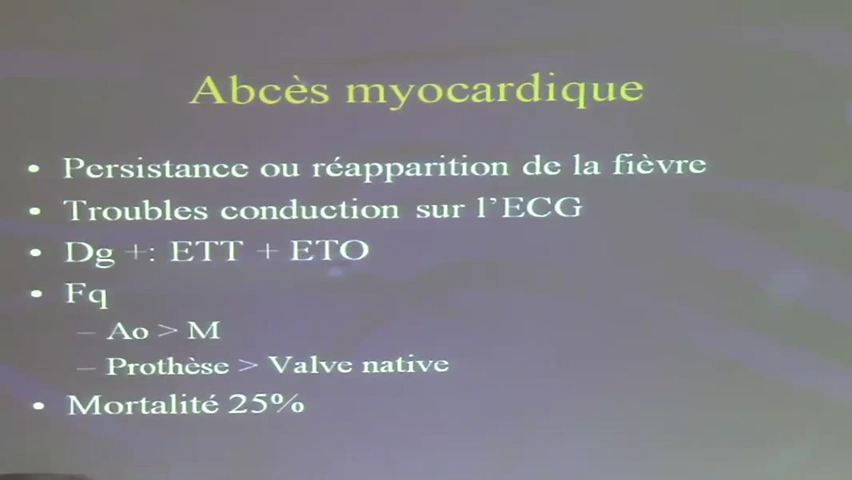 Abcès myocardique
• Persistance ou réapparition de la fièvre
• Troubles conduction sur l'ECG
• Dg +: ETT + ETO
• Fq
– Ao > M
– Prothèse > Valve native
• Mortalité 25%